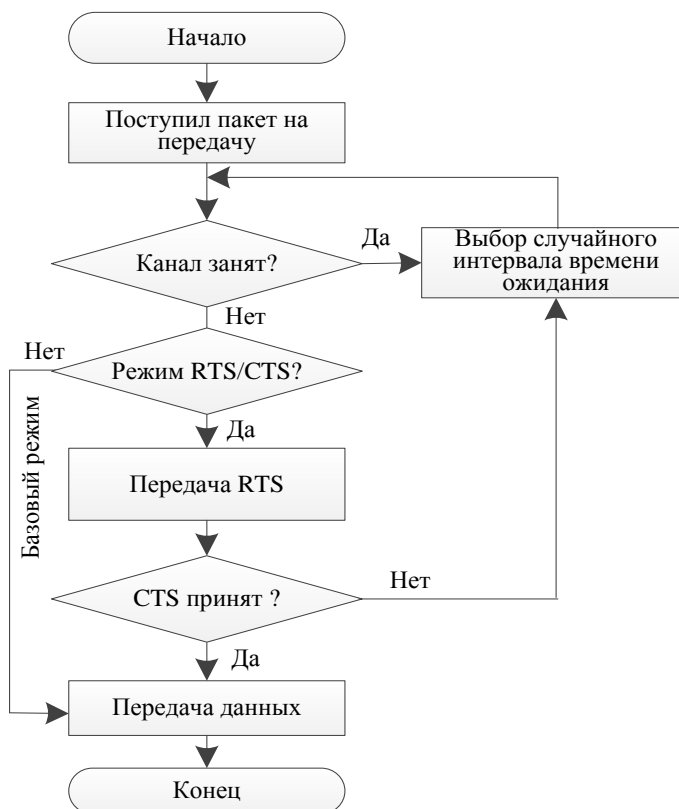 Начало
Поступил пакет на
передачу
Канал занят?
Да
Выбор случайного
интервала времени
ожидания
Нет
Нет
Режим RTS/CTS?
Да
Базовый режим
Передача RTS
CTS принят ?
Нет
Да
Передача данных
Конец